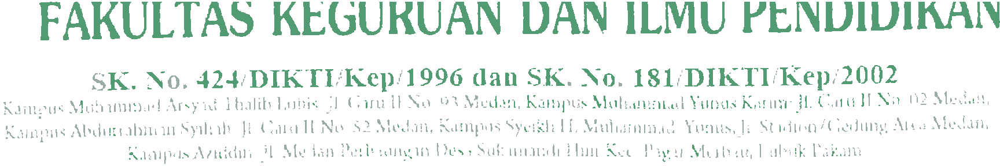 FAKULTAS KEGURUAN DAN ILMU PENDIDIKAN
SK. No. 424/DIKTI/Kep/1996 dan SK. No. 181/DIKTI/Kep/2002
Kampus Muhammad Arsyad Thalib Lubis Jl. Garu II No. 93 Medan, Kampus Muhammad Yunus Karim Jl. Garu II No. 02 Medan,
Kampus Abdurrahman Syihab Jl. Garu II No. 52 Medan, Kampus Syeikh H. Muhammad Yunus, Jl. Stadion/Gedung Arca Medan,
Kampus Aziddin Jl. Medan Perbaungan Desa Sukamandi Hulu Kec. Pagar Merbau, Lubuk Pakam